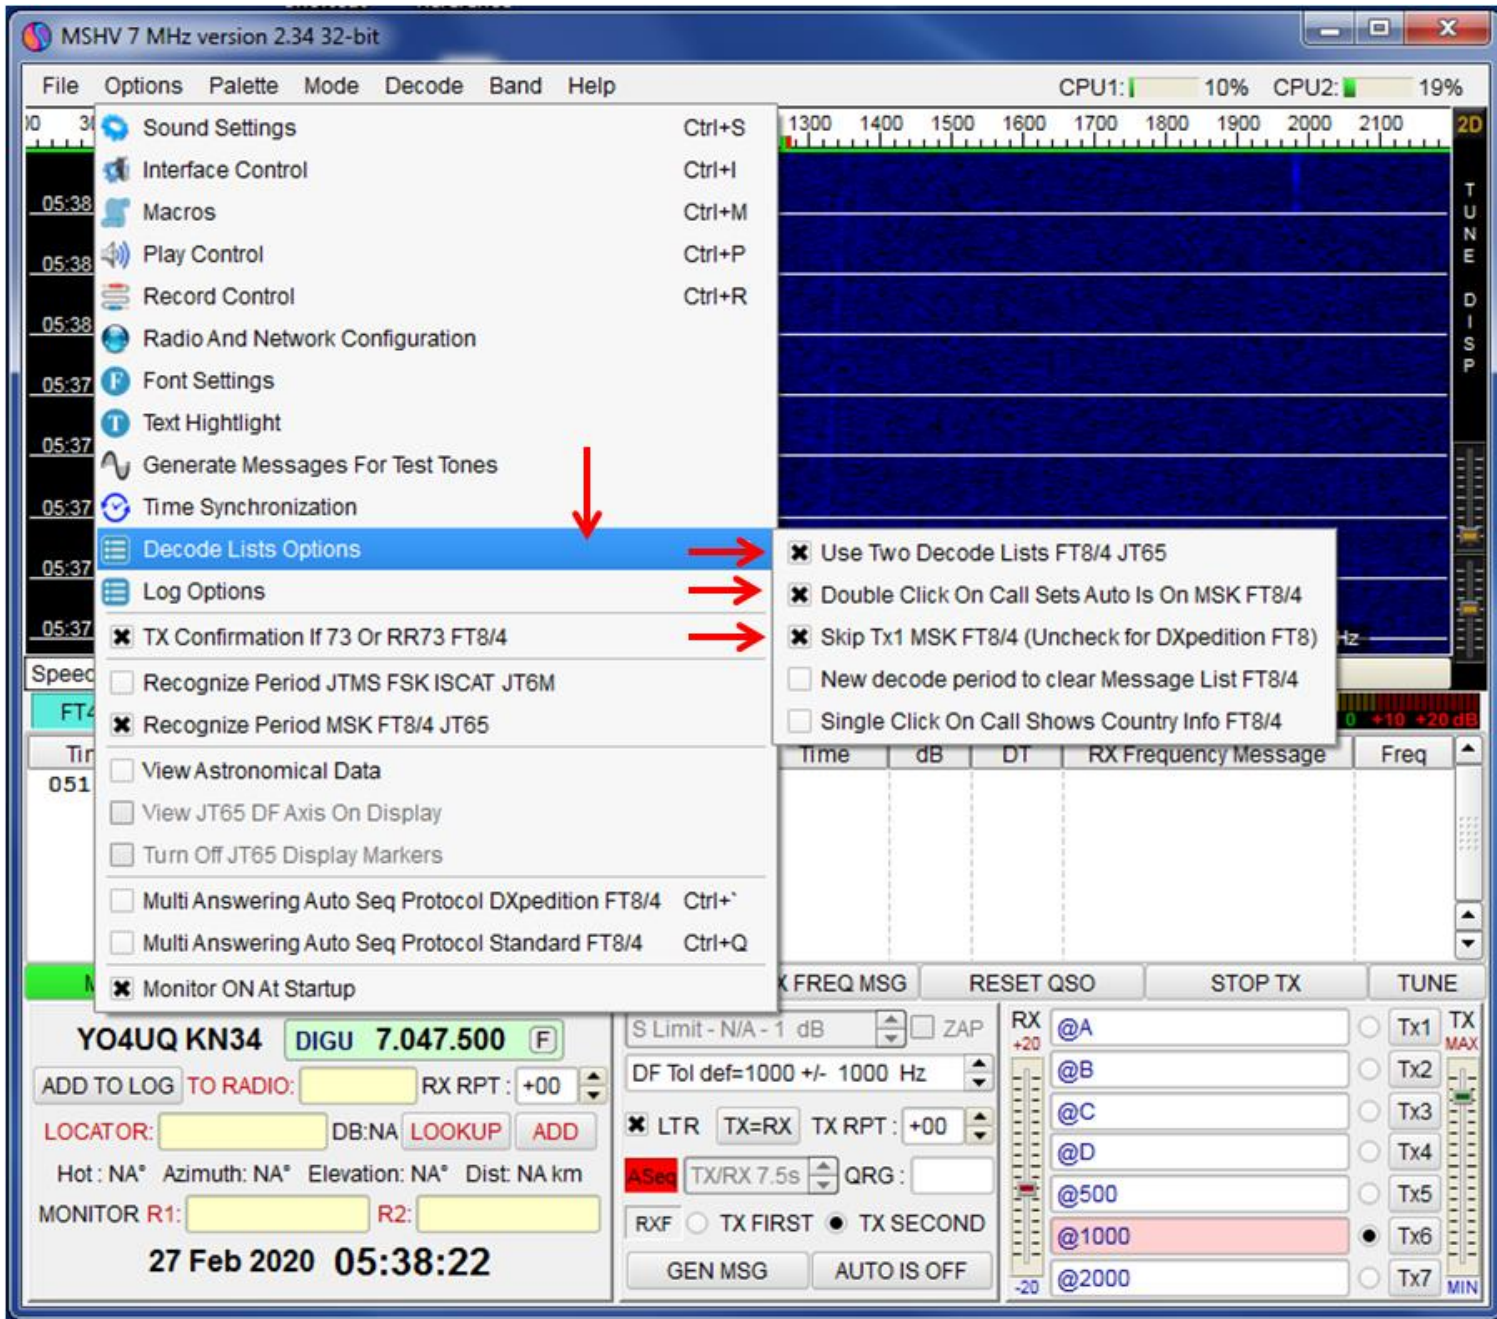 MSHV 7 MHz version 2.34 32-bit
File Options Palette Mode Decode Band Help CPU1: 10% CPU2: 19%
1300 1400 1500 1600 1700 1800 1900 2000 2100 2D
Sound Settings Ctrl+S
Interface Control Ctrl+I
05:38
Macros Ctrl+M
05:38
Play Control Ctrl+P
Record Control Ctrl+R
05:38
Radio And Network Configuration
TUNE DISP
05:37
Font Settings
Text Hightlight
05:37
Generate Messages For Test Tones
05:37
Time Synchronization
Decode Lists Options
Use Two Decode Lists FT8/4 JT65
05:37
Log Options
Double Click On Call Sets Auto Is On MSK FT8/4
05:37
TX Confirmation If 73 Or RR73 FT8/4
Skip Tx1 MSK FT8/4 (Uncheck for DXpedition FT8)
Hz
Speed
Recognize Period JTMS FSK ISCAT JT6M
New decode period to clear Message List FT8/4
FT4
Recognize Period MSK FT8/4 JT65
Single Click On Call Shows Country Info FT8/4
0 +10 +20 dB
Time dB DT RX Frequency Message Freq
051
View Astronomical Data
View JT65 DF Axis On Display
Turn Off JT65 Display Markers
Multi Answering Auto Seq Protocol DXpedition FT8/4 Ctrl+`
Multi Answering Auto Seq Protocol Standard FT8/4 Ctrl+Q
Monitor ON At Startup
FREQ MSG RESET QSO STOP TX TUNE
YO4UQ KN34 DIGU 7.047.500 F
ADD TO LOG TO RADIO: RX RPT : +00
LOCATOR: DB:NA LOOKUP ADD
Hot : NA° Azimuth: NA° Elevation: NA° Dist: NA km
MONITOR R1: R2:
27 Feb 2020 05:38:22
S Limit - N/A - 1 dB ZAP
DF Tol def=1000 +/- 1000 Hz
LTR TX=RX TX RPT : +00
ASeq TX/RX 7.5s QRG :
RXF TX FIRST TX SECOND
GEN MSG AUTO IS OFF
RX +20 -20
@A Tx1
@B Tx2
@C Tx3
@D Tx4
@500 Tx5
@1000 Tx6
@2000 Tx7
TX MAX MIN